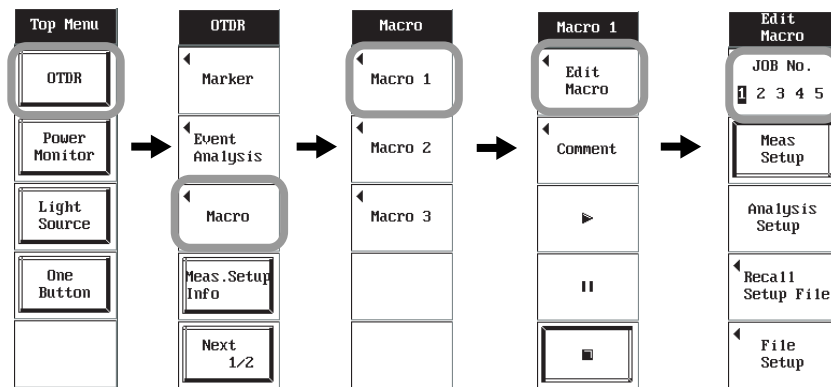 Top Menu
OTDR
Power
Monitor
Light
Source
One
Button
OTDR
Marker
Event
Analysis
Macro
Meas.Setup
Info
Next
1/2
Macro
Macro 1
Macro 2
Macro 3
Macro 1
Edit
Macro
Comment
Edit
Macro
JOB No.
1 2 3 4 5
Meas
Setup
Analysis
Setup
Recall
Setup File
File
Setup